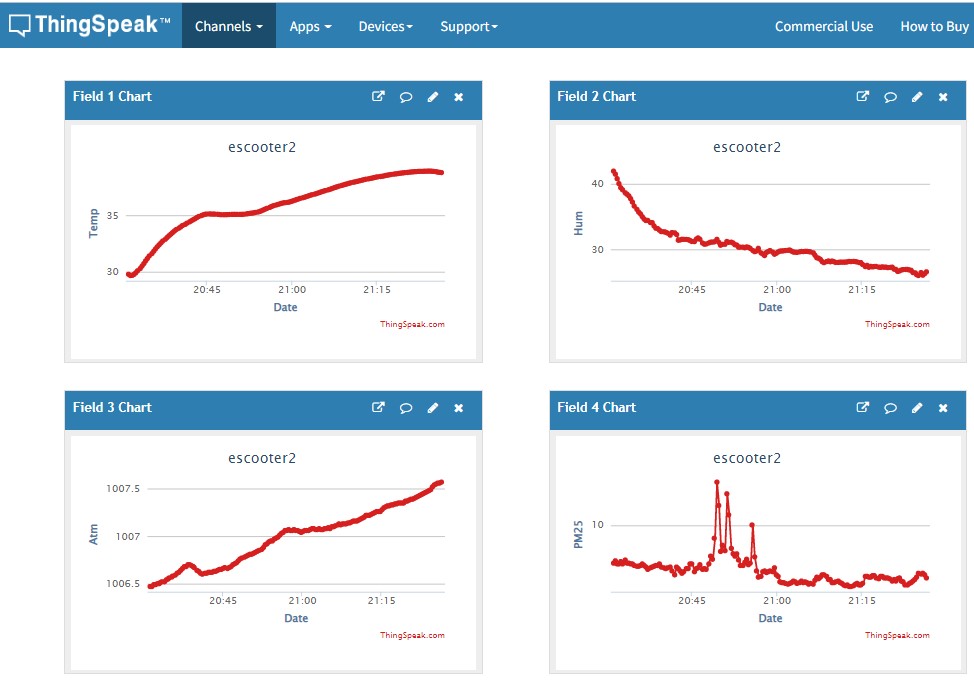 ThingSpeak™ Channels Apps Devices Support Commercial Use How to Buy
Field 1 Chart
escooter2
Temp
35
30
20:45 21:00 21:15
Date
ThingSpeak.com
Field 2 Chart
escooter2
Hum
40
30
20:45 21:00 21:15
Date
ThingSpeak.com
Field 3 Chart
escooter2
Atm
1007.5
1007
1006.5
20:45 21:00 21:15
Date
ThingSpeak.com
Field 4 Chart
escooter2
PM25
10
20:45 21:00 21:15
Date
ThingSpeak.com